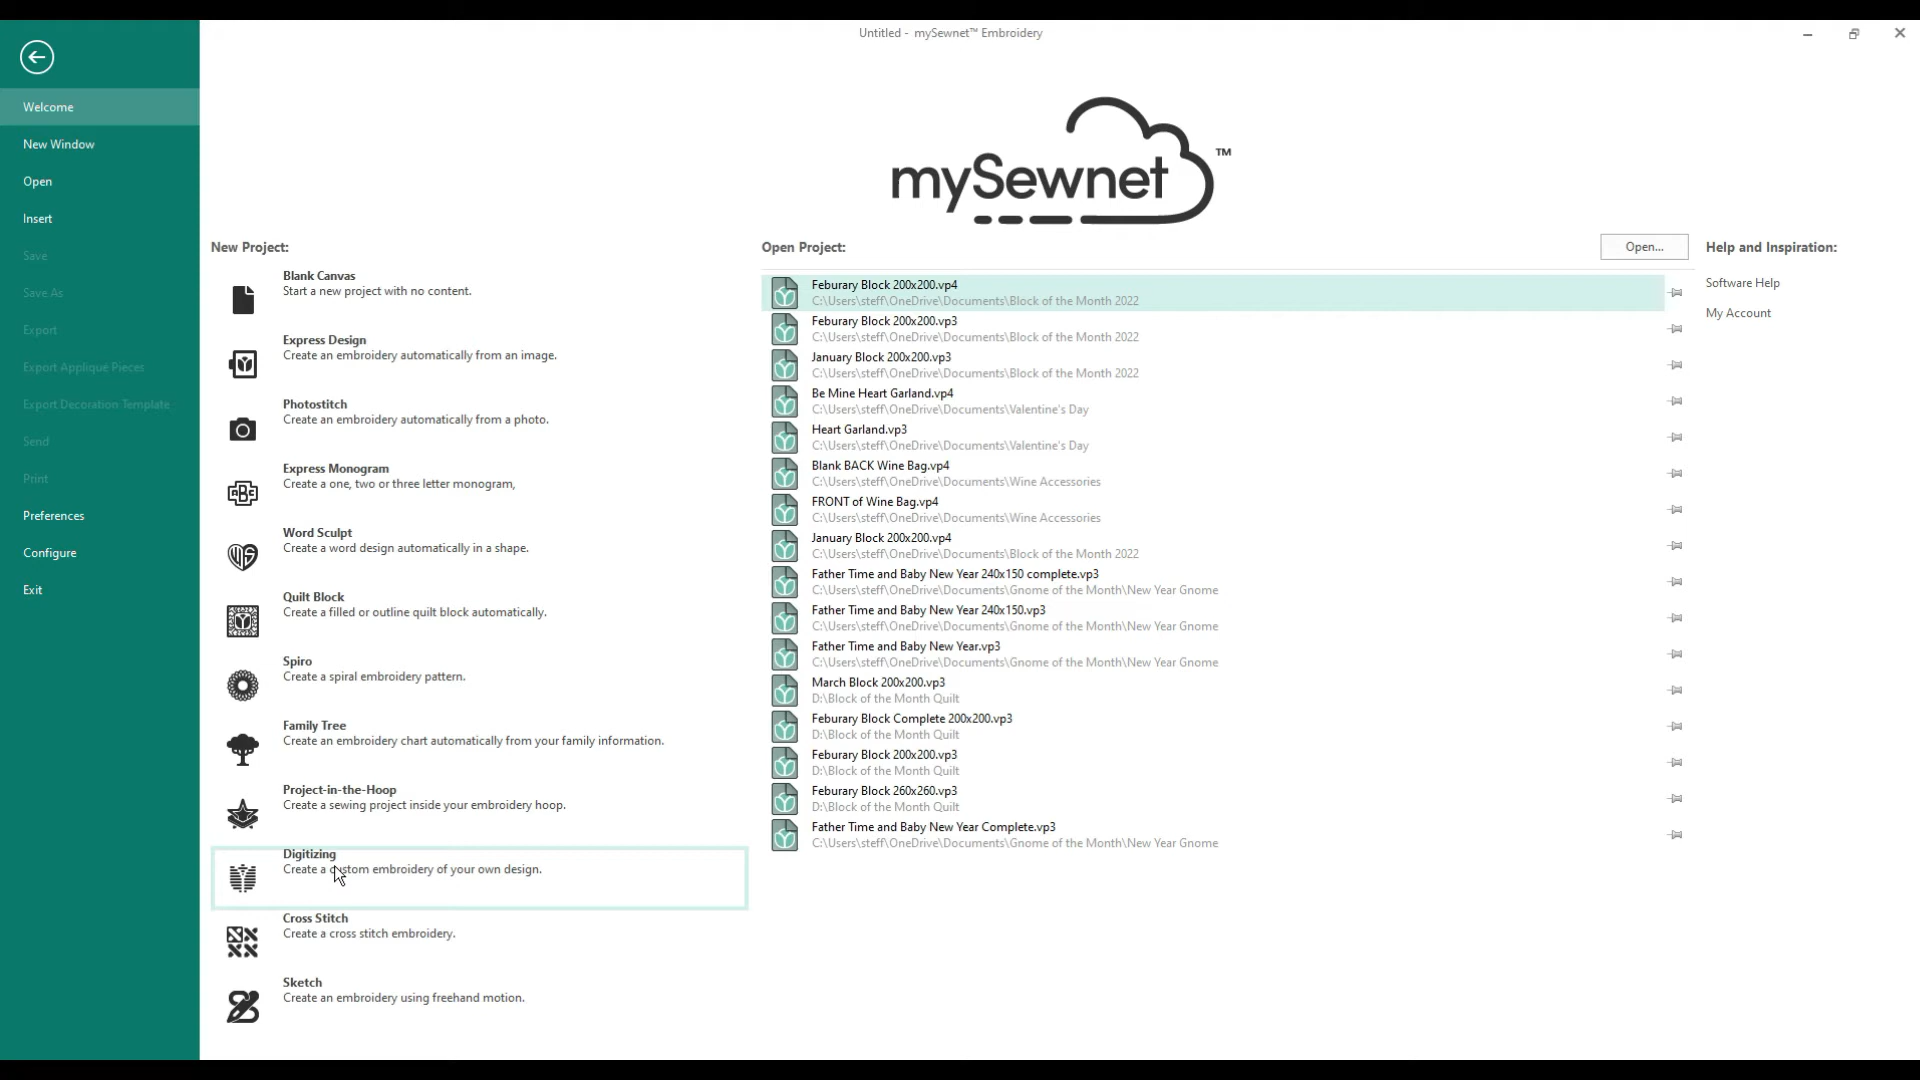 Untitled - mySewnet™ Embroidery
Welcome
New Window
Open
Insert
Save
Save As
Export
Export Applique Pieces
Export Decoration Template
Send
Print
Preferences
Configure
Exit
mySewnet™
New Project:
Blank Canvas
Start a new project with no content.
Express Design
Create an embroidery automatically from an image.
Photostitch
Create an embroidery automatically from a photo.
Express Monogram
Create a one, two or three letter monogram,
Word Sculpt
Create a word design automatically in a shape.
Quilt Block
Create a filled or outline quilt block automatically.
Spiro
Create a spiral embroidery pattern.
Family Tree
Create an embroidery chart automatically from your family information.
Project-in-the-Hoop
Create a sewing project inside your embroidery hoop.
Digitizing
Create a custom embroidery of your own design.
Cross Stitch
Create a cross stitch embroidery.
Sketch
Create an embroidery using freehand motion.
Open Project:
Open...
Feburary Block 200x200.vp4
C:\Users\steff\OneDrive\Documents\Block of the Month 2022
Feburary Block 200x200.vp3
C:\Users\steff\OneDrive\Documents\Block of the Month 2022
January Block 200x200.vp3
C:\Users\steff\OneDrive\Documents\Block of the Month 2022
Be Mine Heart Garland.vp4
C:\Users\steff\OneDrive\Documents\Valentine's Day
Heart Garland.vp3
C:\Users\steff\OneDrive\Documents\Valentine's Day
Blank BACK Wine Bag.vp4
C:\Users\steff\OneDrive\Documents\Wine Accessories
FRONT of Wine Bag.vp4
C:\Users\steff\OneDrive\Documents\Wine Accessories
January Block 200x200.vp4
C:\Users\steff\OneDrive\Documents\Block of the Month 2022
Father Time and Baby New Year 240x150 complete.vp3
C:\Users\steff\OneDrive\Documents\Gnome of the Month\New Year Gnome
Father Time and Baby New Year 240x150.vp3
C:\Users\steff\OneDrive\Documents\Gnome of the Month\New Year Gnome
Father Time and Baby New Year.vp3
C:\Users\steff\OneDrive\Documents\Gnome of the Month\New Year Gnome
March Block 200x200.vp3
D:\Block of the Month Quilt
Feburary Block Complete 200x200.vp3
D:\Block of the Month Quilt
Feburary Block 200x200.vp3
D:\Block of the Month Quilt
Feburary Block 260x260.vp3
D:\Block of the Month Quilt
Father Time and Baby New Year Complete.vp3
C:\Users\steff\OneDrive\Documents\Gnome of the Month\New Year Gnome
Help and Inspiration:
Software Help
My Account